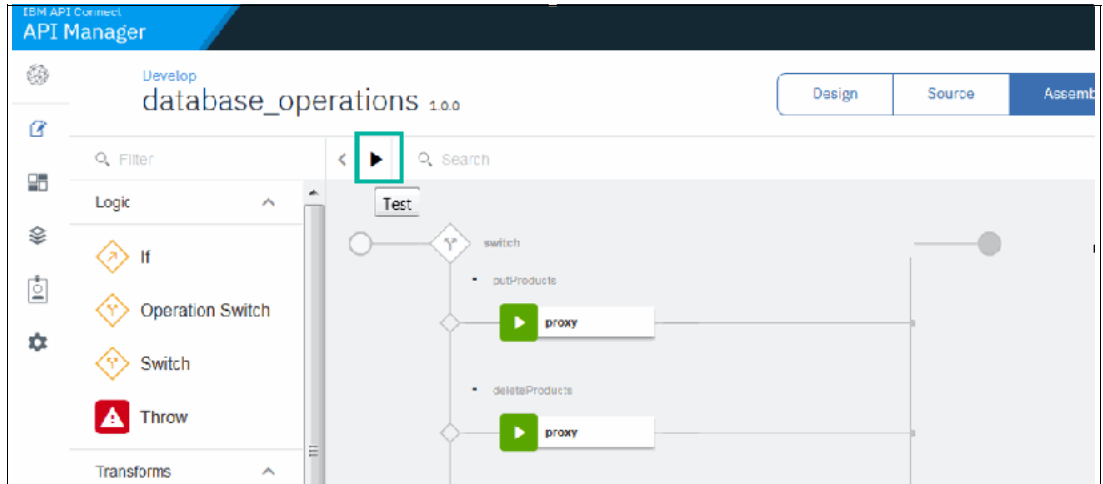 IBM API Connect
API Manager
Develop
database_operations 1.0.0
Design
Source
Assemb
Filter
Search
Logic
Test
If
Operation Switch
Switch
Throw
Transforms
switch
putProducts
proxy
deleteProducts
proxy